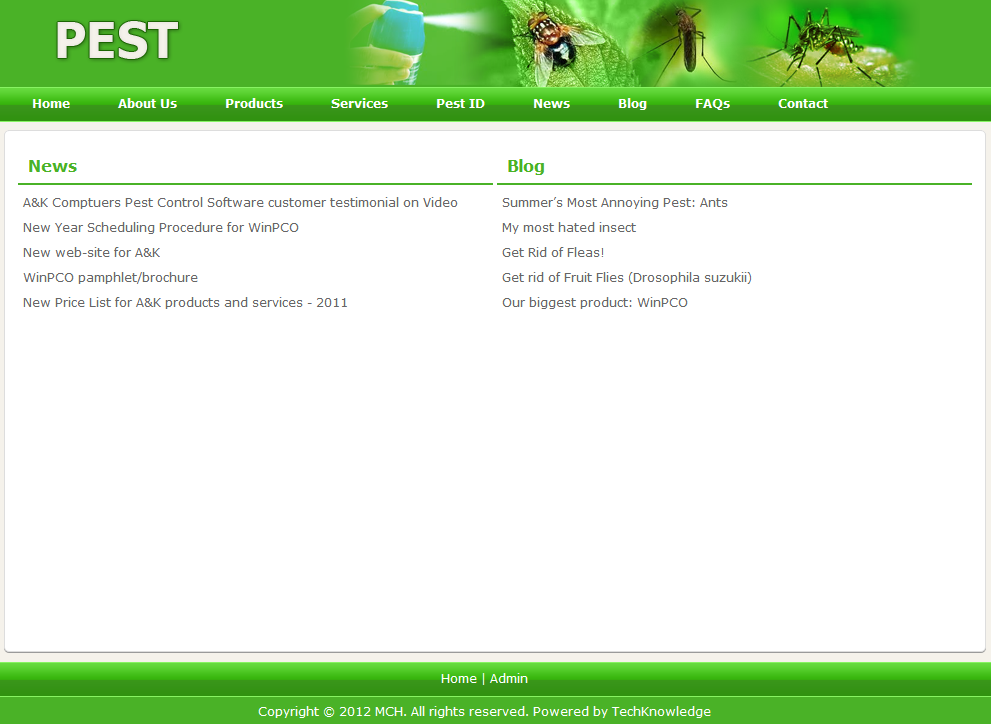 PEST
Home About Us Products Services Pest ID News Blog FAQs Contact
News
A&K Comptuers Pest Control Software customer testimonial on Video
New Year Scheduling Procedure for WinPCO
New web-site for A&K
WinPCO pamphlet/brochure
New Price List for A&K products and services - 2011
Blog
Summer’s Most Annoying Pest: Ants
My most hated insect
Get Rid of Fleas!
Get rid of Fruit Flies (Drosophila suzukii)
Our biggest product: WinPCO
Home | Admin
Copyright © 2012 MCH. All rights reserved. Powered by TechKnowledge